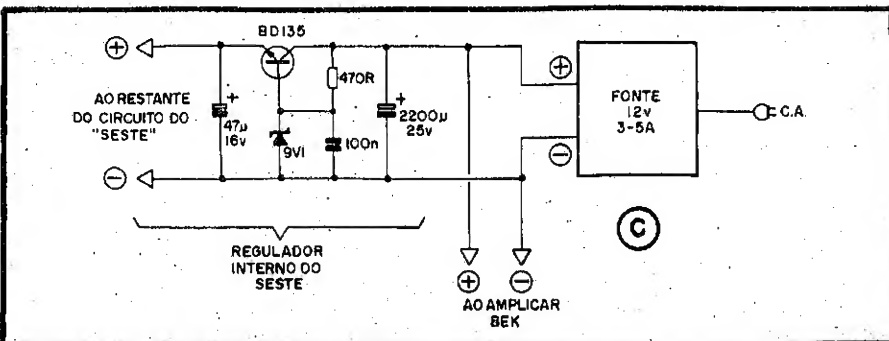 BD135
+
470R
+
47µ
16v
+
2200µ
25v
9V1
100n
AO RESTANTE
DO CIRCUITO DO
"SESTE"
−
+
−
FONTE
12v
3-5A
C.A.
C
REGULADOR
INTERNO DO
SESTE
+
−
AO AMPLICAR
BEK